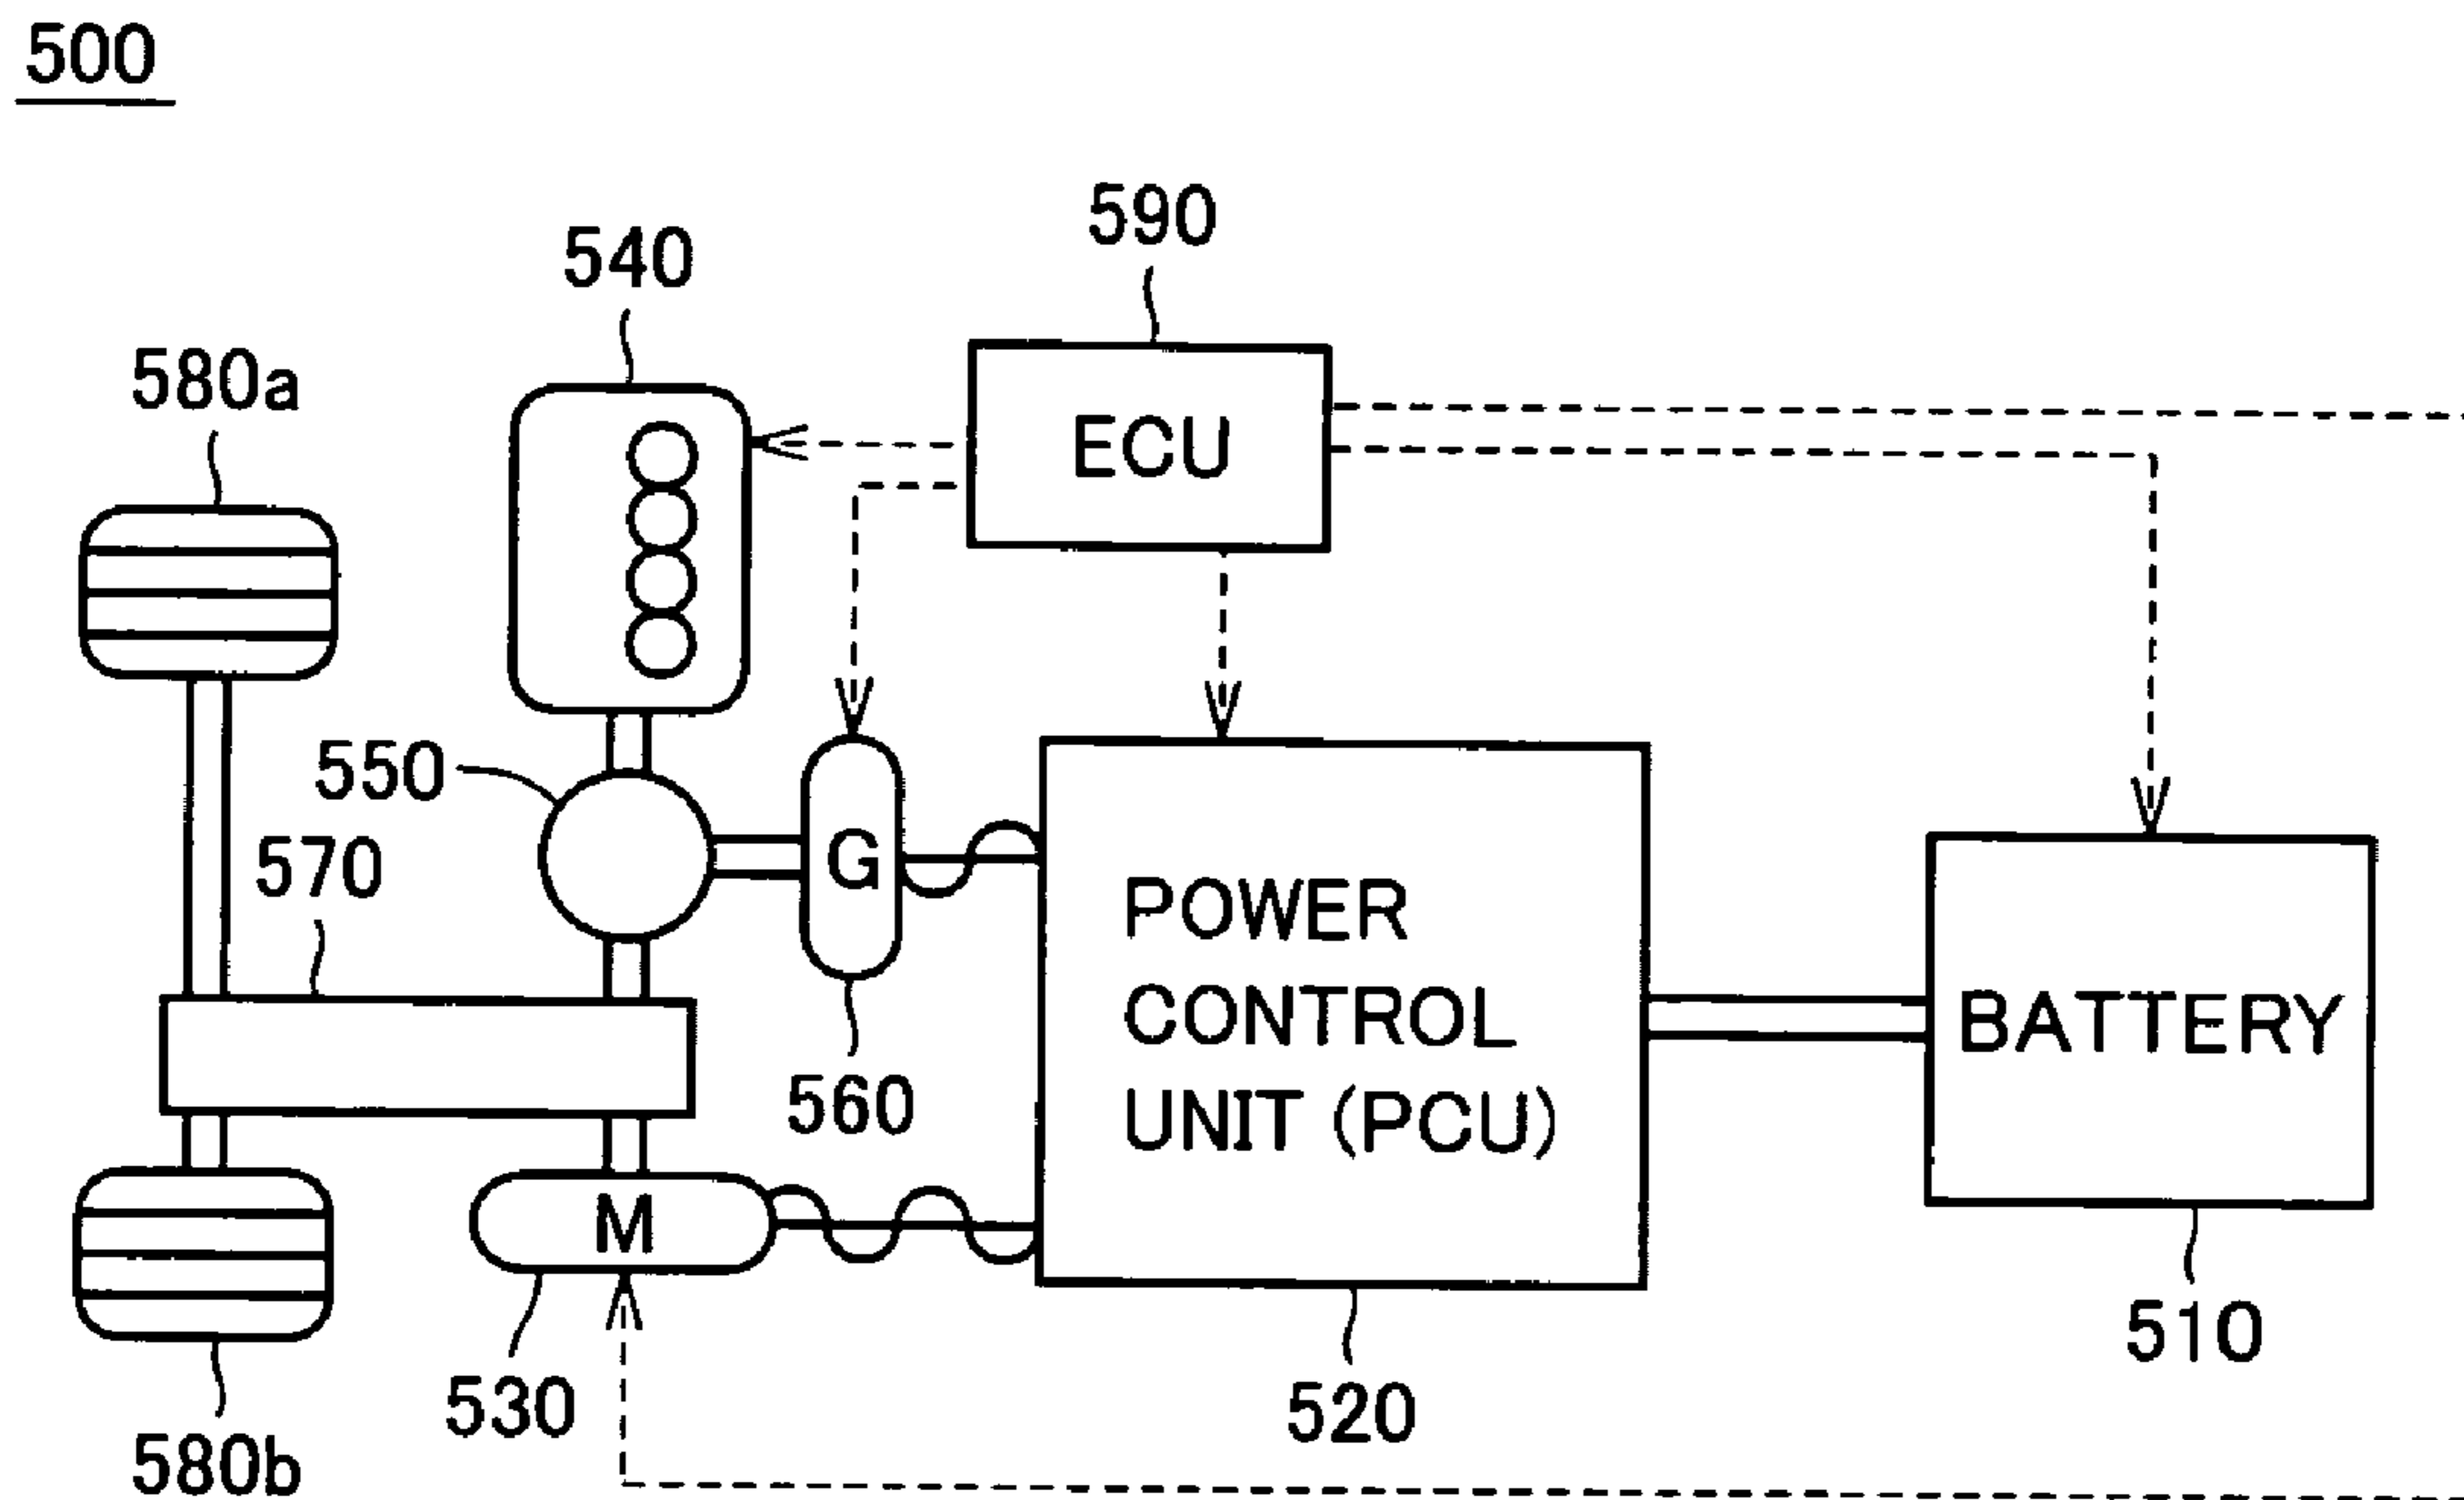 500
590
540
580a
ECU
550
570
G
POWER
CONTROL
UNIT (PCU)
BATTERY
560
M
510
530
520
580b